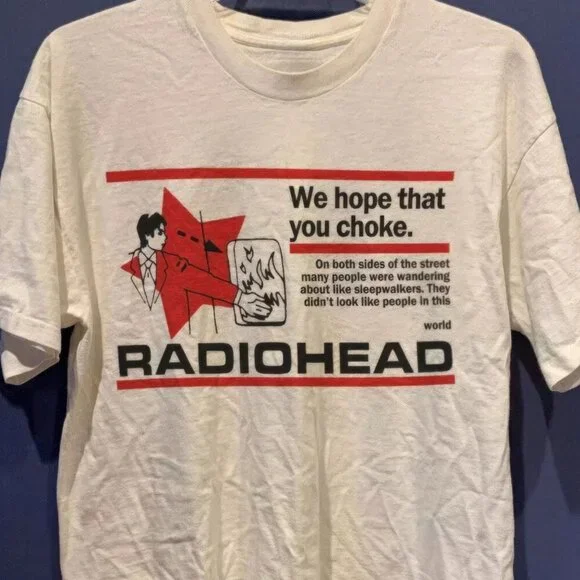 We hope that
you choke.
On both sides of the street
many people were wandering
about like sleepwalkers. They
didn't look like people in this
world
RADIOHEAD